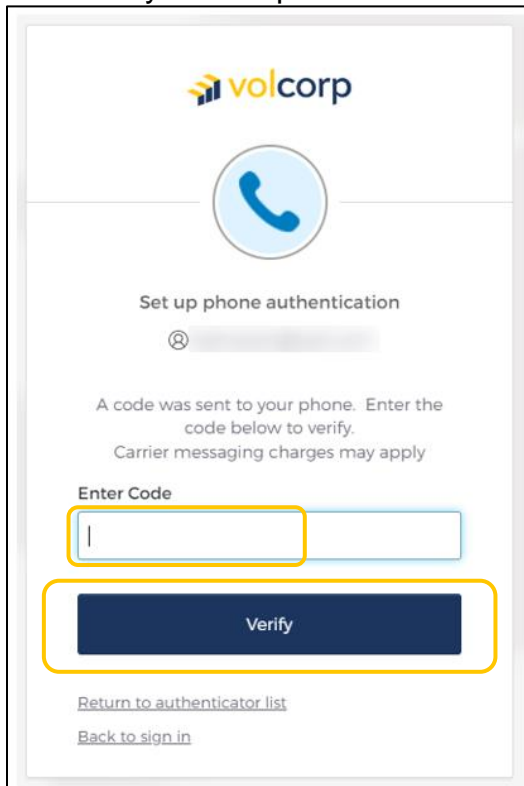 volcorp
Set up phone authentication
A code was sent to your phone. Enter the
code below to verify.
Carrier messaging charges may apply
Enter Code
Verify
Return to authenticator list
Back to sign in